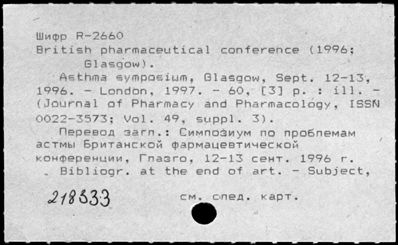 Шифр R-2660
British pharmaceutical conference (1996;
Glasgow).
Asthma symposium, Glasgow, Sept. 12-13,
1996. - London, 1997. - 60, [3] p. : ill. -
(Journal of Pharmacy and Pharmacology, ISSN
0022-3573; Vol. 49, suppl. 3).
Перевод загл.: Симпозиум по проблемам
астмы Британской фармацевтической
конференции, Глазго, 12-13 сент. 1996 г.
Bibliogr. at the end of art. - Subject,
218333 см. след. карт.